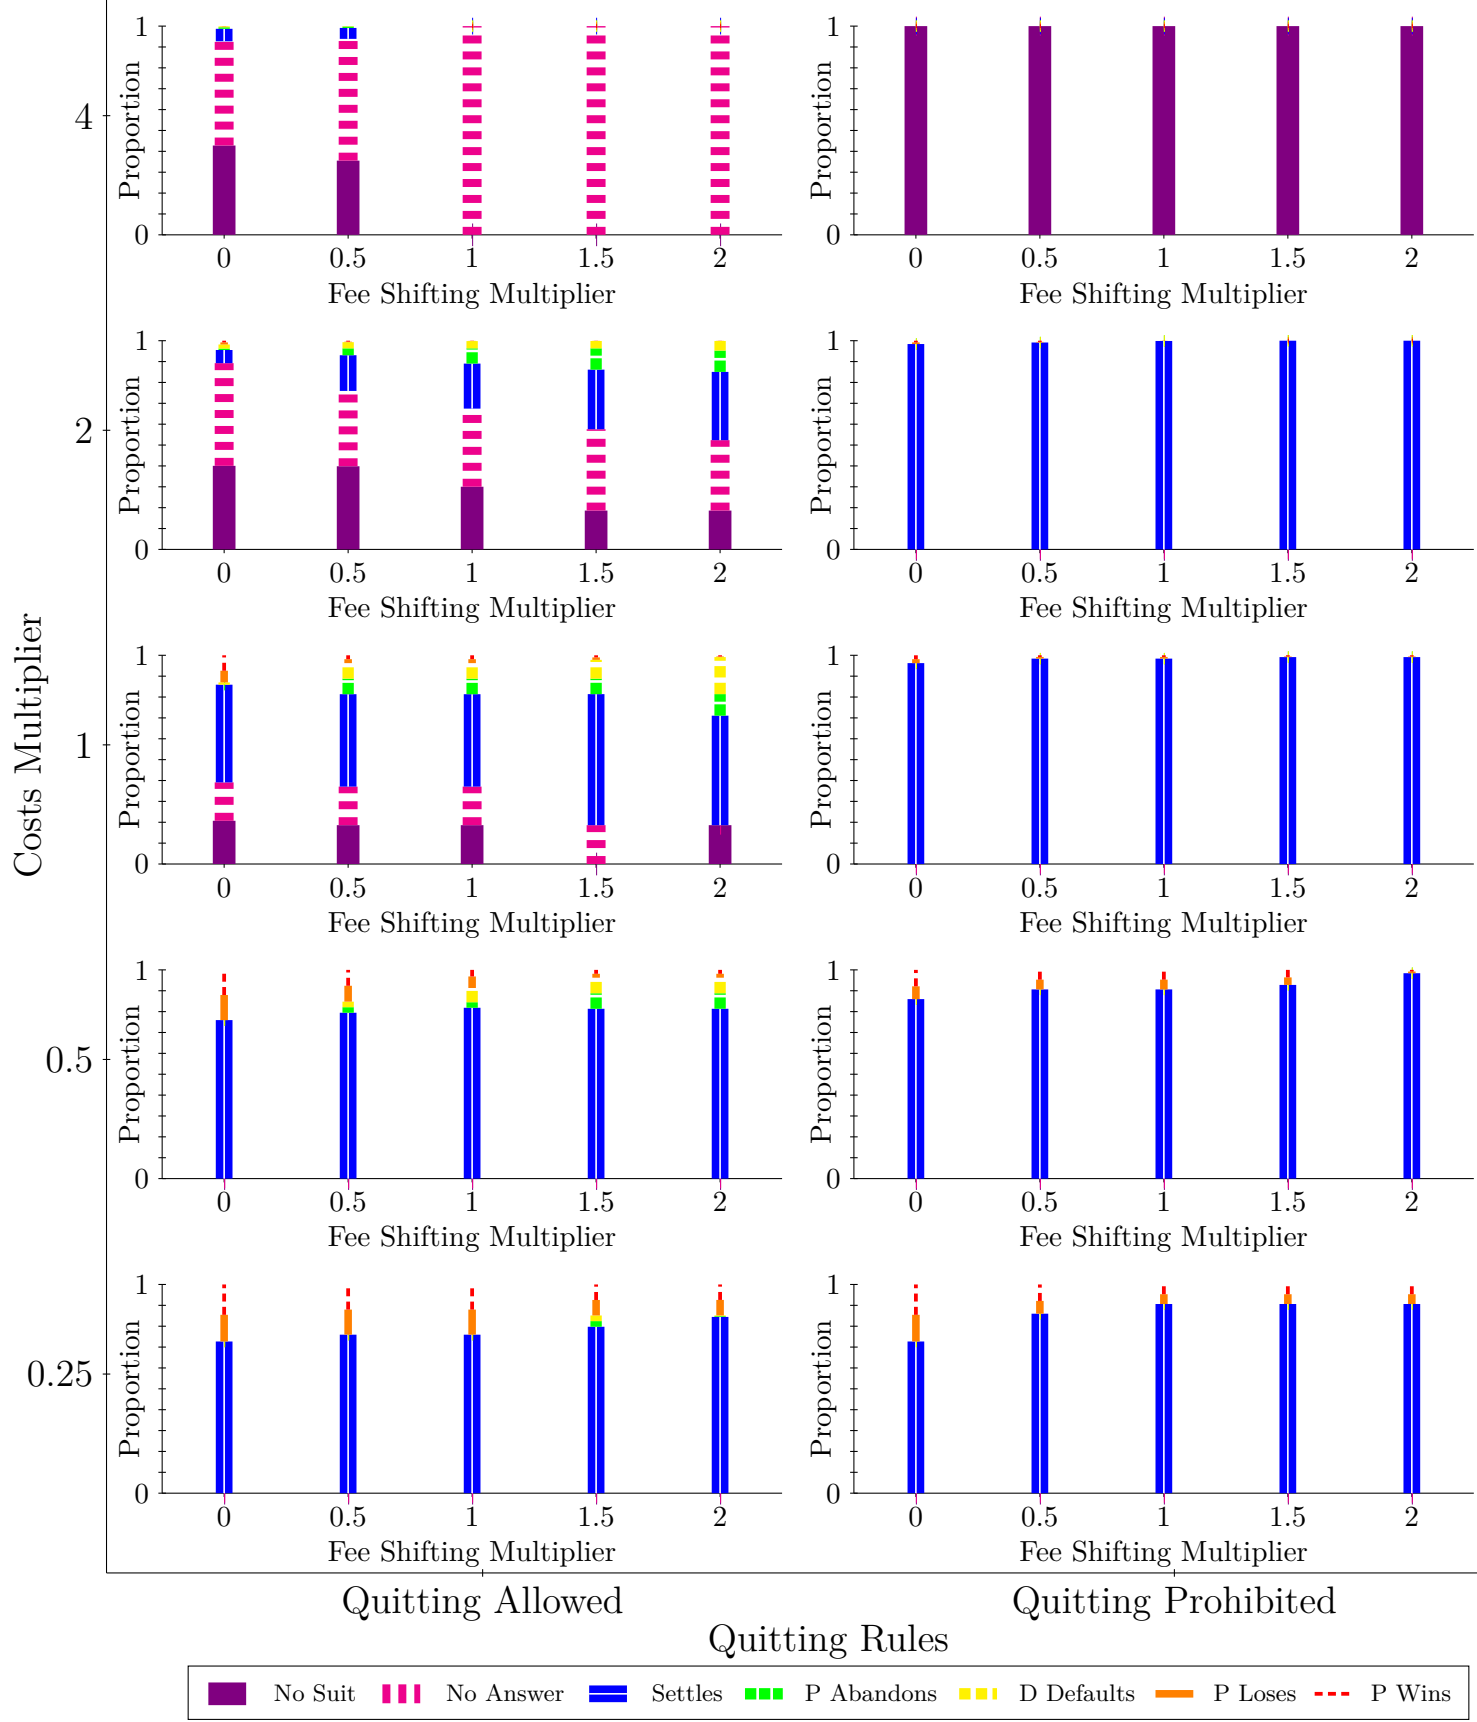 Costs Multiplier
4
Proportion
1
0
0 0.5 1 1.5 2
Fee Shifting Multiplier
Proportion
1
0
0 0.5 1 1.5 2
Fee Shifting Multiplier
2
Proportion
1
0
0 0.5 1 1.5 2
Fee Shifting Multiplier
Proportion
1
0
0 0.5 1 1.5 2
Fee Shifting Multiplier
1
Proportion
1
0
0 0.5 1 1.5 2
Fee Shifting Multiplier
Proportion
1
0
0 0.5 1 1.5 2
Fee Shifting Multiplier
0.5
Proportion
1
0
0 0.5 1 1.5 2
Fee Shifting Multiplier
Proportion
1
0
0 0.5 1 1.5 2
Fee Shifting Multiplier
0.25
Proportion
1
0
0 0.5 1 1.5 2
Fee Shifting Multiplier
Proportion
1
0
0 0.5 1 1.5 2
Fee Shifting Multiplier
Quitting Allowed
Quitting Prohibited
Quitting Rules
No Suit No Answer Settles P Abandons D Defaults P Loses P Wins